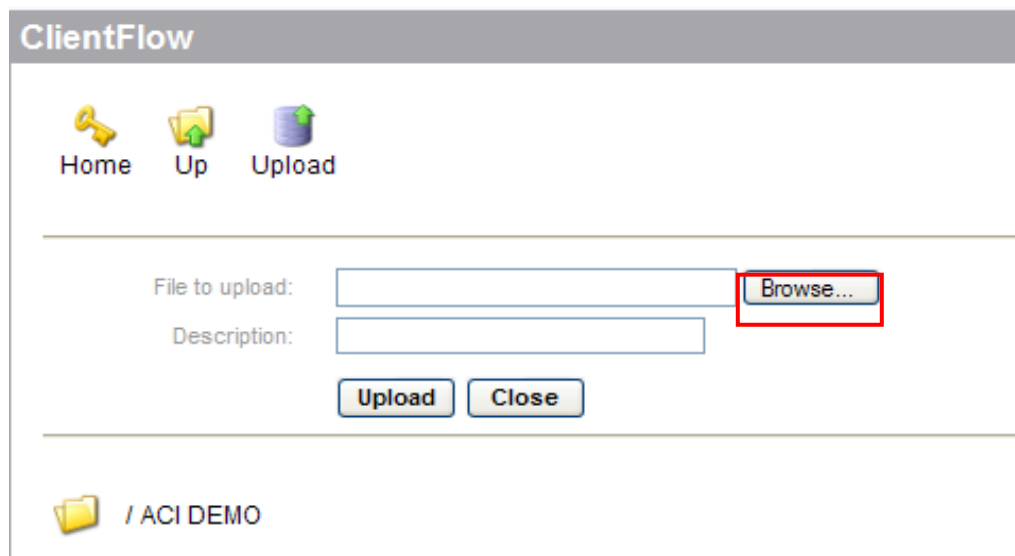 ClientFlow
Home Up Upload
File to upload: Browse...
Description:
Upload Close
/ ACI DEMO